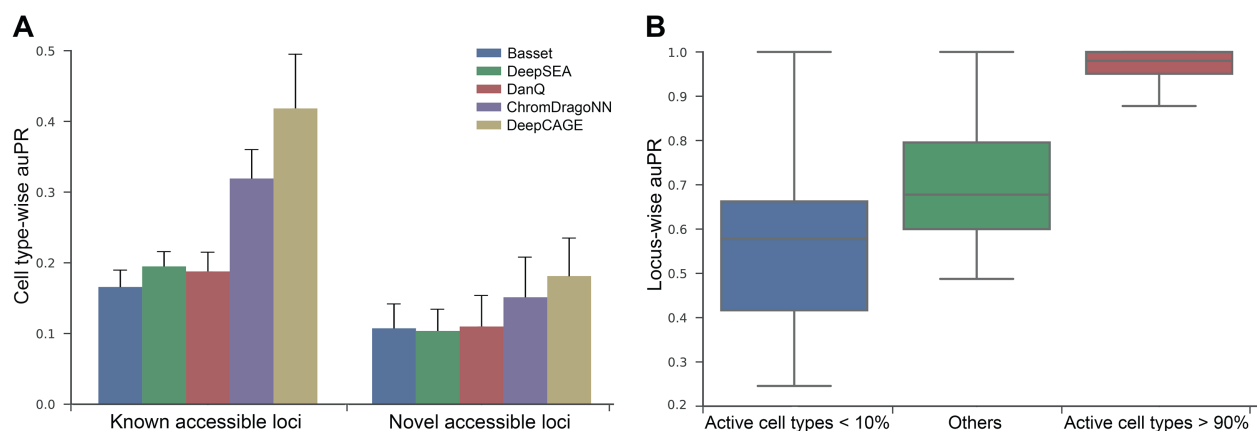 A
Cell type-wise auPR
0.5
0.4
0.3
0.2
0.1
0.0
Basset
DeepSEA
DanQ
ChromDragoNN
DeepCAGE
Known accessible loci
Novel accessible loci
B
Locus-wise auPR
1.0
0.9
0.8
0.7
0.6
0.5
0.4
0.3
0.2
Active cell types < 10%
Others
Active cell types > 90%